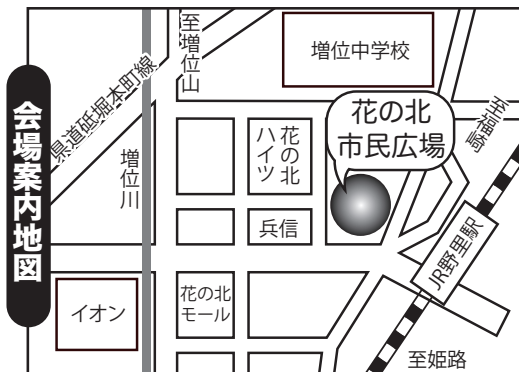 会場案内地図
県道砥堀本町線
至増位山
増位中学校
至福崎
花の北
市民広場
増位川
花の北
ハイツ
兵信
JR野里駅
イオン
花の北
モール
至姫路